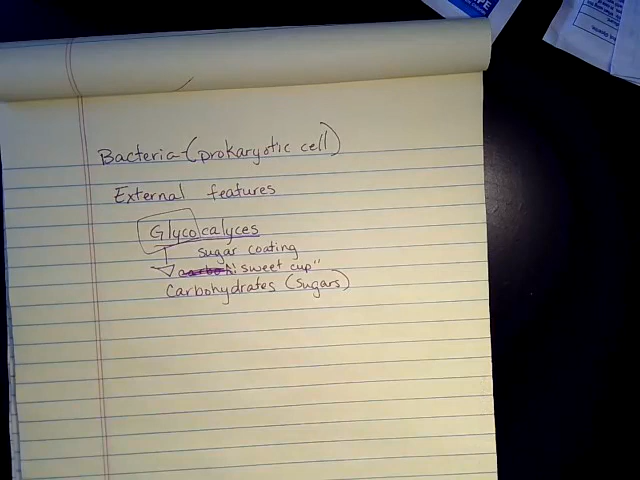 Bacteria-(prokaryotic cell)
External features
Glycocalyces
sugar coating
"sweet cup"
Carbohydrates (sugars)